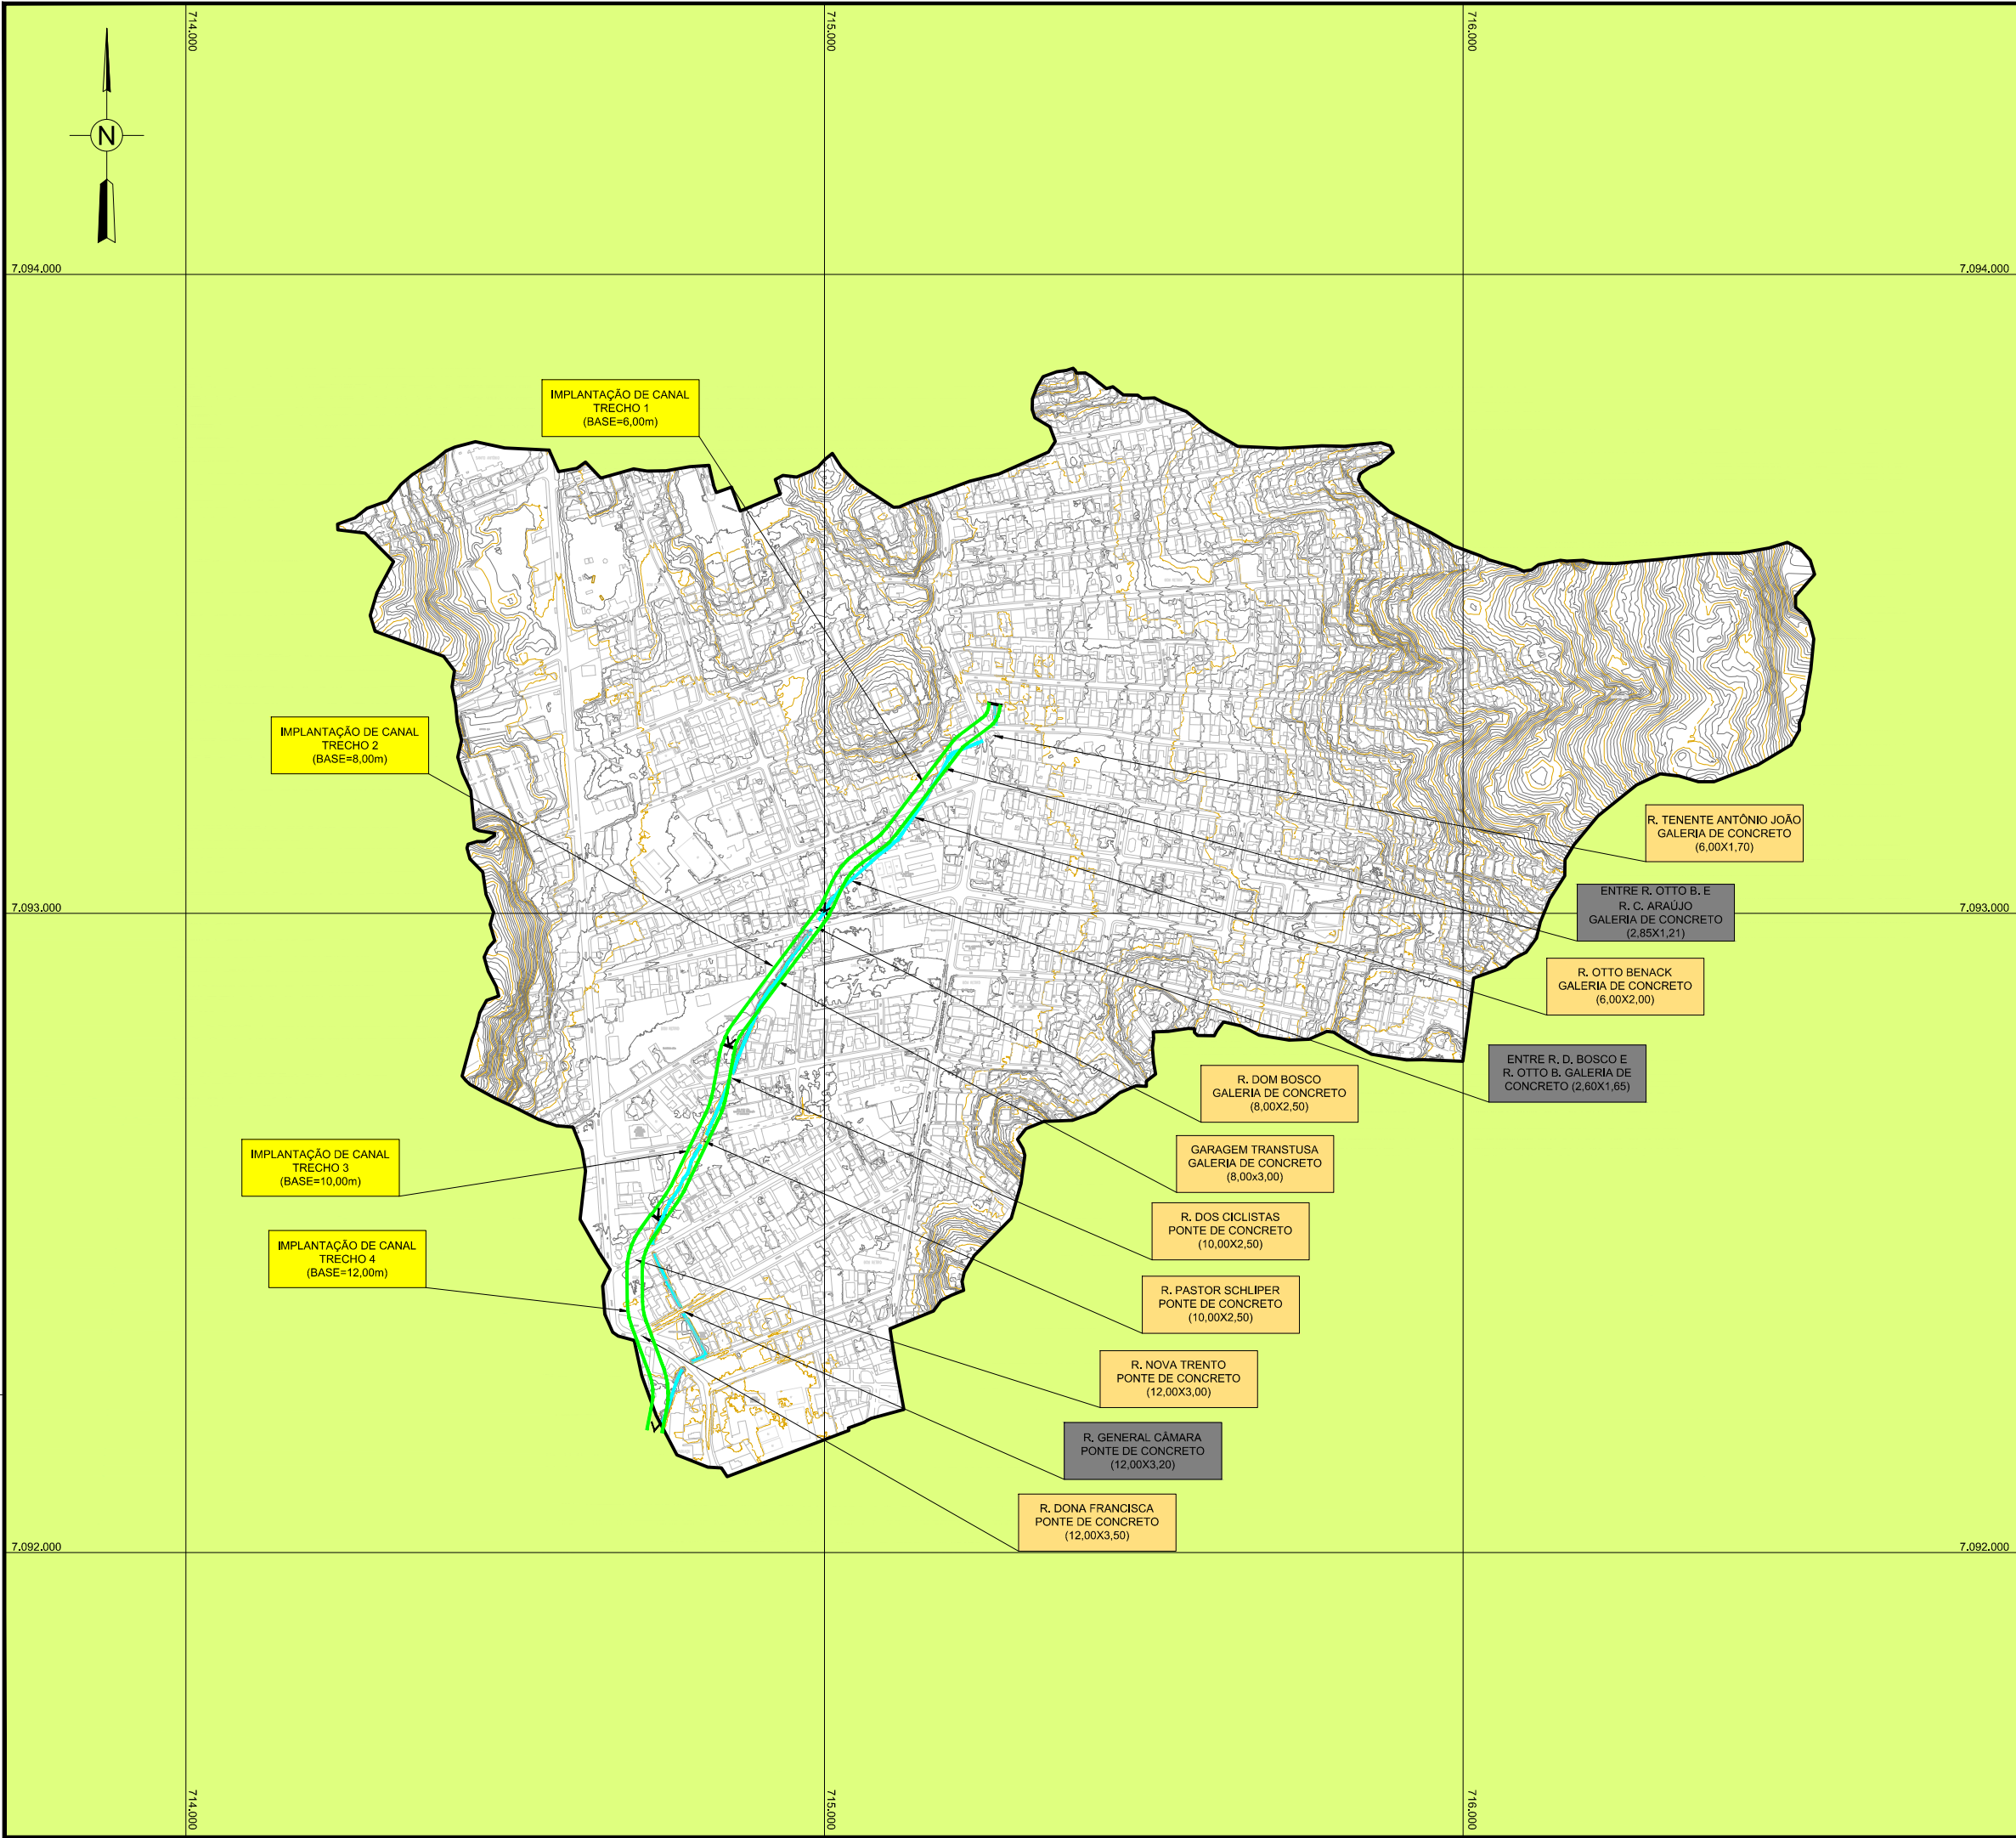 714.000
715.000
716.000
N
7.094.000
7.094.000
IMPLANTAÇÃO DE CANAL
TRECHO 1
(BASE=6,00m)
IMPLANTAÇÃO DE CANAL
TRECHO 2
(BASE=8,00m)
R. TENENTE ANTÔNIO JOÃO
GALERIA DE CONCRETO
(6,00X1,70)
ENTRE R. OTTO B. E
R. C. ARAÚJO
GALERIA DE CONCRETO
(2,85X1,21)
7.093.000
7.093.000
R. OTTO BENACK
GALERIA DE CONCRETO
(6,00X2,00)
ENTRE R. D. BOSCO E
R. OTTO B. GALERIA DE
CONCRETO (2,60X1,65)
R. DOM BOSCO
GALERIA DE CONCRETO
(8,00X2,50)
GARAGEM TRANSTUSA
GALERIA DE CONCRETO
(8,00x3,00)
IMPLANTAÇÃO DE CANAL
TRECHO 3
(BASE=10,00m)
R. DOS CICLISTAS
PONTE DE CONCRETO
(10,00X2,50)
IMPLANTAÇÃO DE CANAL
TRECHO 4
(BASE=12,00m)
R. PASTOR SCHLIPER
PONTE DE CONCRETO
(10,00X2,50)
R. NOVA TRENTO
PONTE DE CONCRETO
(12,00X3,00)
R. GENERAL CÂMARA
PONTE DE CONCRETO
(12,00X3,20)
R. DONA FRANCISCA
PONTE DE CONCRETO
(12,00X3,50)
7.092.000
7.092.000
714.000
715.000
716.000